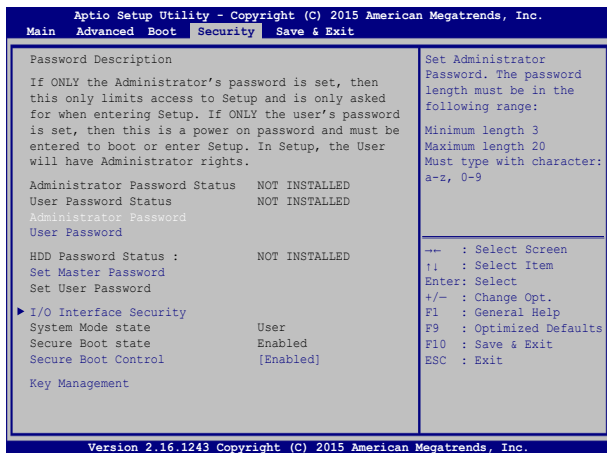 Aptio Setup Utility - Copyright (C) 2015 American Megatrends, Inc.
Main Advanced Boot Security Save & Exit
Password Description
If ONLY the Administrator's password is set, then
this only limits access to Setup and is only asked
for when entering Setup. If ONLY the user's password
is set, then this is a power on password and must be
entered to boot or enter Setup. In Setup, the User
will have Administrator rights.
Administrator Password Status NOT INSTALLED
User Password Status NOT INSTALLED
Administrator Password
User Password
HDD Password Status : NOT INSTALLED
Set Master Password
Set User Password
I/O Interface Security
System Mode state User
Secure Boot state Enabled
Secure Boot Control [Enabled]
Key Management
Set Administrator
Password. The password
length must be in the
following range:
Minimum length 3
Maximum length 20
Must type with character:
a-z, 0-9
→← : Select Screen
↑↓ : Select Item
Enter: Select
+/— : Change Opt.
F1 : General Help
F9 : Optimized Defaults
F10 : Save & Exit
ESC : Exit
Version 2.16.1243 Copyright (C) 2015 American Megatrends, Inc.